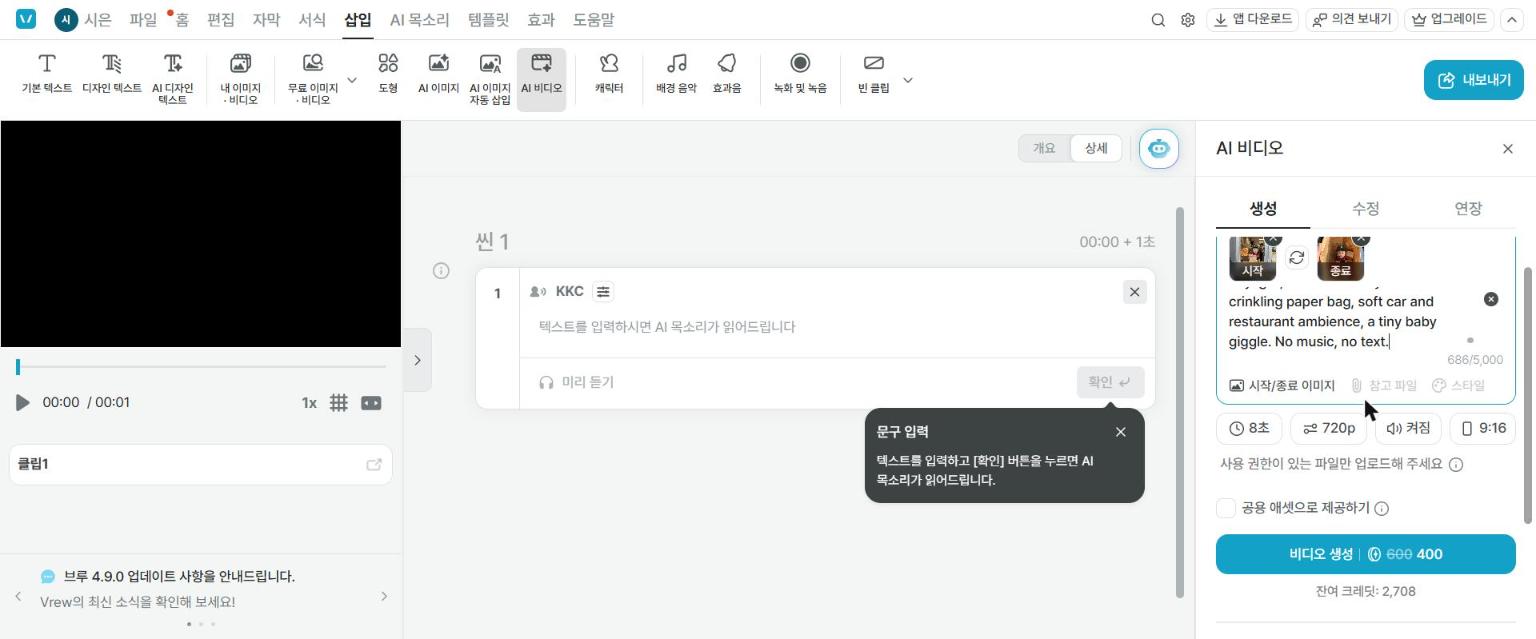 시 시은 파일 홈 편집 자막 서식 삽입 AI 목소리 템플릿 효과 도움말
앱 다운로드 의견 보내기 업그레이드
기본 텍스트 디자인 텍스트 AI 디자인
텍스트
내 이미지
· 비디오
무료 이미지
· 비디오
도형 AI 이미지 AI 이미지
자동 삽입
AI 비디오 캐릭터 배경 음악 효과음 녹화 및 녹음 빈 클립
내보내기
00:00 / 00:01 1x
클립1
브루 4.9.0 업데이트 사항을 안내드립니다.
Vrew의 최신 소식을 확인해 보세요!
개요 상세
씬 1 00:00 + 1초
1 KKC
텍스트를 입력하시면 AI 목소리가 읽어드립니다
미리 듣기 확인
문구 입력
텍스트를 입력하고 [확인] 버튼을 누르면 AI
목소리가 읽어드립니다.
AI 비디오
생성 수정 연장
시작 종료
crinkling paper bag, soft car and
restaurant ambience, a tiny baby
giggle. No music, no text.
686/5,000
시작/종료 이미지 참고 파일 스타일
8초 720p 켜짐 9:16
사용 권한이 있는 파일만 업로드해 주세요
공용 애셋으로 제공하기
비디오 생성 600 400
잔여 크레딧: 2,708